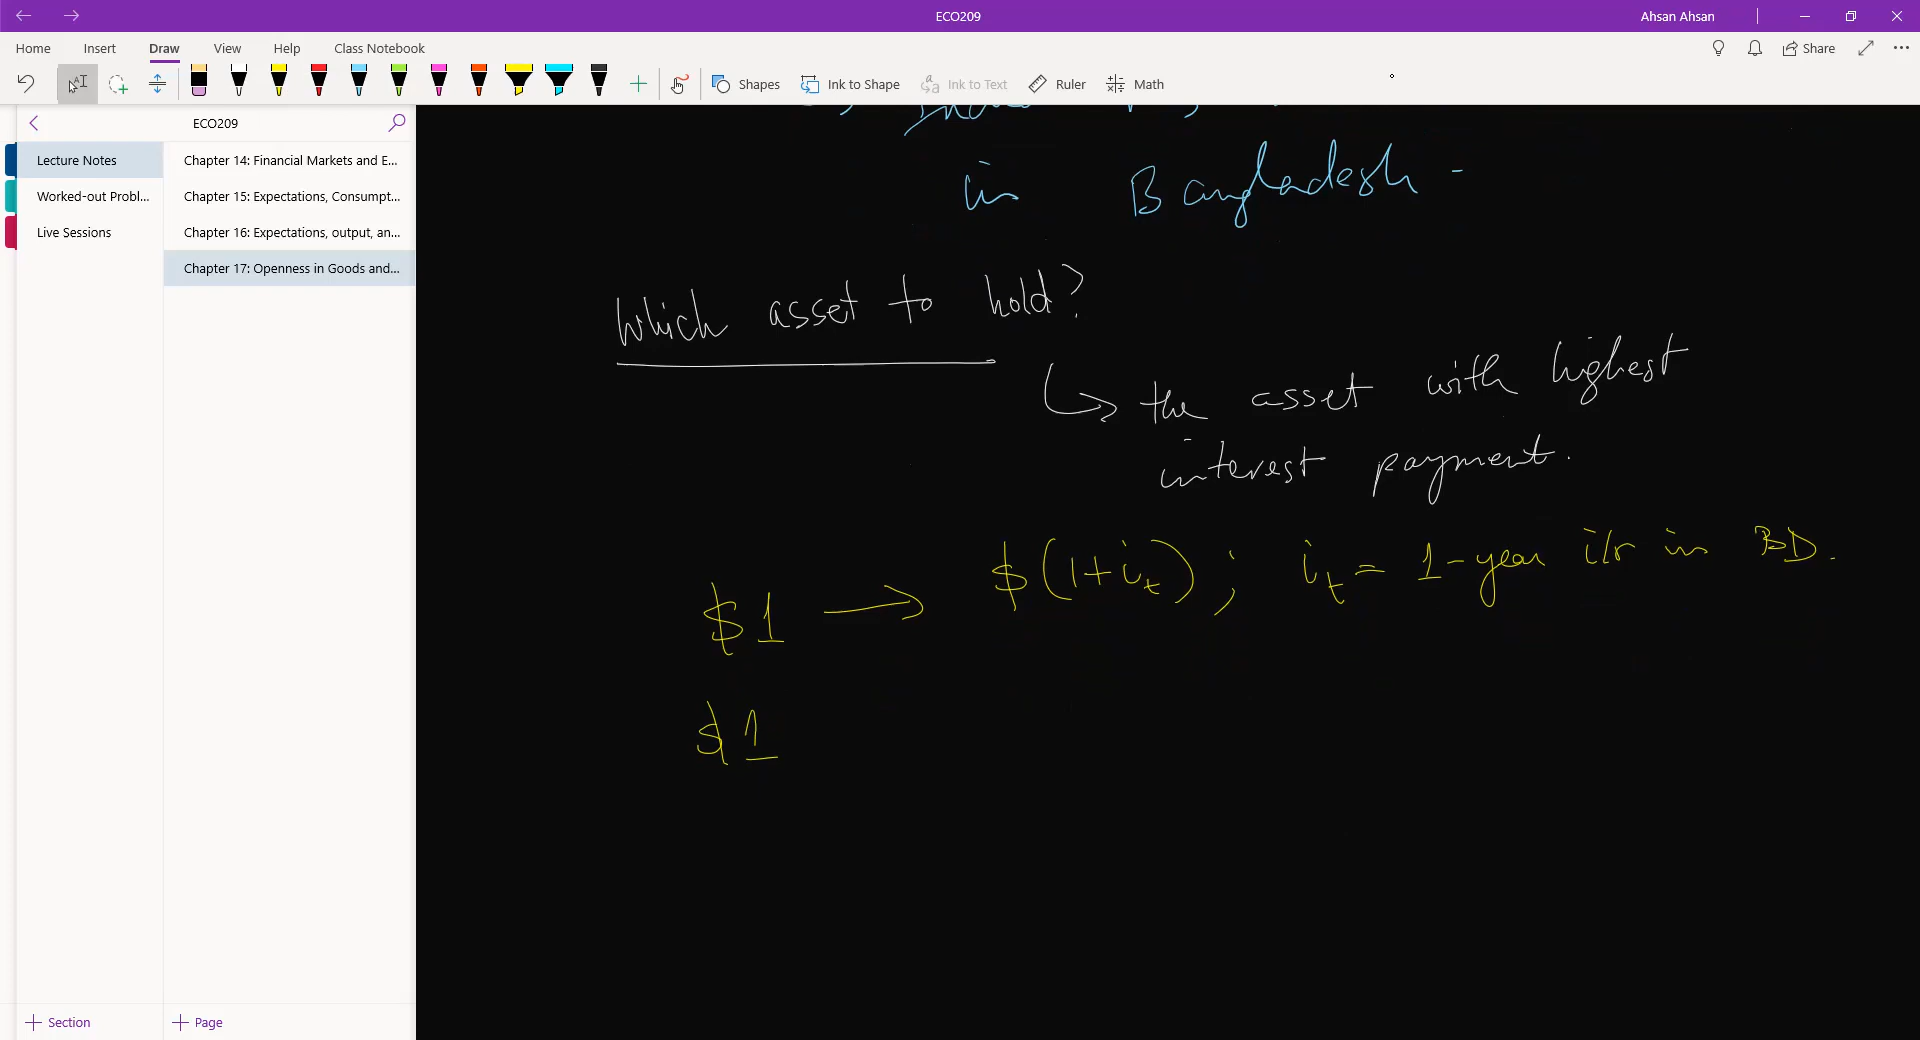 ECO209
Ahsan Ahsan
Home Insert Draw View Help Class Notebook
Share
Shapes Ink to Shape Ink to Text Ruler Math
ECO209
Lecture Notes
Worked-out Probl...
Live Sessions
Chapter 14: Financial Markets and E...
Chapter 15: Expectations, Consumpt...
Chapter 16: Expectations, output, an...
Chapter 17: Openness in Goods and...
in Bangladesh -
Which asset to hold?
↳ the asset with highest
interest payment.
$1 → $(1+i_t) ; i_t = 1-year i/r in BD.
$1
+ Section
+ Page